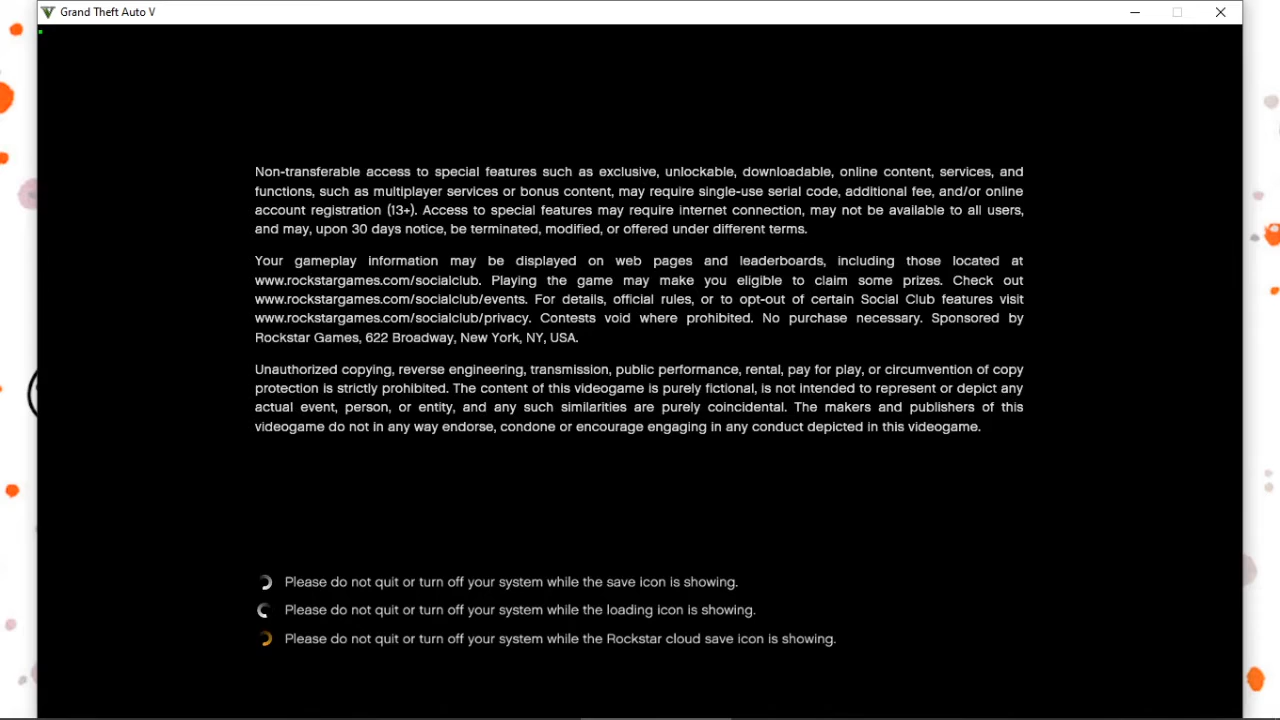 Grand Theft Auto V
Non-transferable access to special features such as exclusive, unlockable, downloadable, online content, services, and
functions, such as multiplayer services or bonus content, may require single-use serial code, additional fee, and/or online
account registration (13+). Access to special features may require internet connection, may not be available to all users,
and may, upon 30 days notice, be terminated, modified, or offered under different terms.
Your gameplay information may be displayed on web pages and leaderboards, including those located at
www.rockstargames.com/socialclub. Playing the game may make you eligible to claim some prizes. Check out
www.rockstargames.com/socialclub/events. For details, official rules, or to opt-out of certain Social Club features visit
www.rockstargames.com/socialclub/privacy. Contests void where prohibited. No purchase necessary. Sponsored by
Rockstar Games, 622 Broadway, New York, NY, USA.
Unauthorized copying, reverse engineering, transmission, public performance, rental, pay for play, or circumvention of copy
protection is strictly prohibited. The content of this videogame is purely fictional, is not intended to represent or depict any
actual event, person, or entity, and any such similarities are purely coincidental. The makers and publishers of this
videogame do not in any way endorse, condone or encourage engaging in any conduct depicted in this videogame.
Please do not quit or turn off your system while the save icon is showing.
Please do not quit or turn off your system while the loading icon is showing.
Please do not quit or turn off your system while the Rockstar cloud save icon is showing.